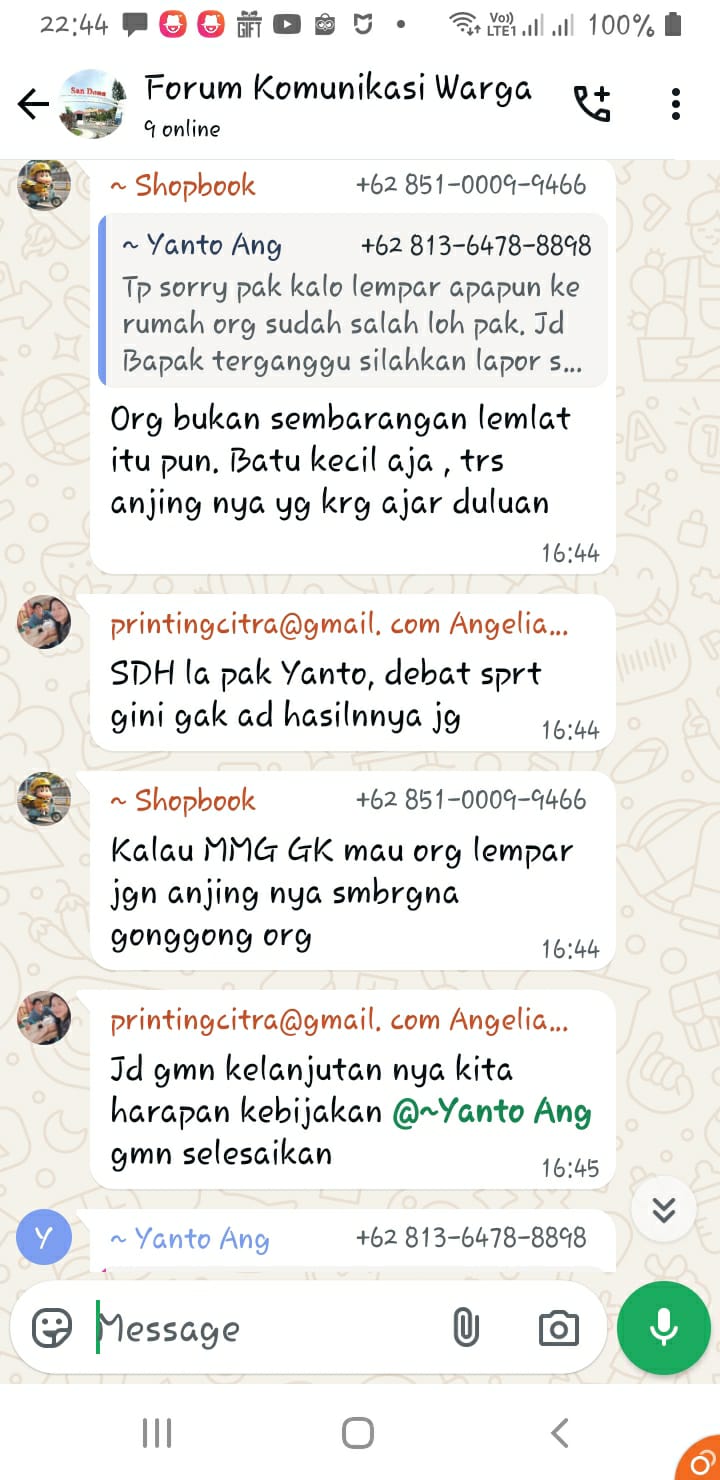 22:44
GIFT
Vo))
LTE1
100%
San Dona
Forum Komunikasi Warga
9 online
~ Shopbook +62 851-0009-9466
~ Yanto Ang +62 813-6478-8898
Tp sorry pak kalo lempar apapun ke
rumah org sudah salah loh pak. Jd
Bapak terganggu silahkan lapor s...
Org bukan sembarangan lemlat
itu pun. Batu kecil aja , trs
anjing nya yg krg ajar duluan
16:44
printingcitra@gmail. com Angelia...
SDH la pak Yanto, debat sprt
gini gak ad hasilnnya jg
16:44
~ Shopbook +62 851-0009-9466
Kalau MMG GK mau org lempar
jgn anjing nya smbrgna
gonggong org
16:44
printingcitra@gmail. com Angelia...
Jd gmn kelanjutan nya kita
harapan kebijakan @~Yanto Ang
gmn selesaikan
16:45
Y
~ Yanto Ang +62 813-6478-8898
Message